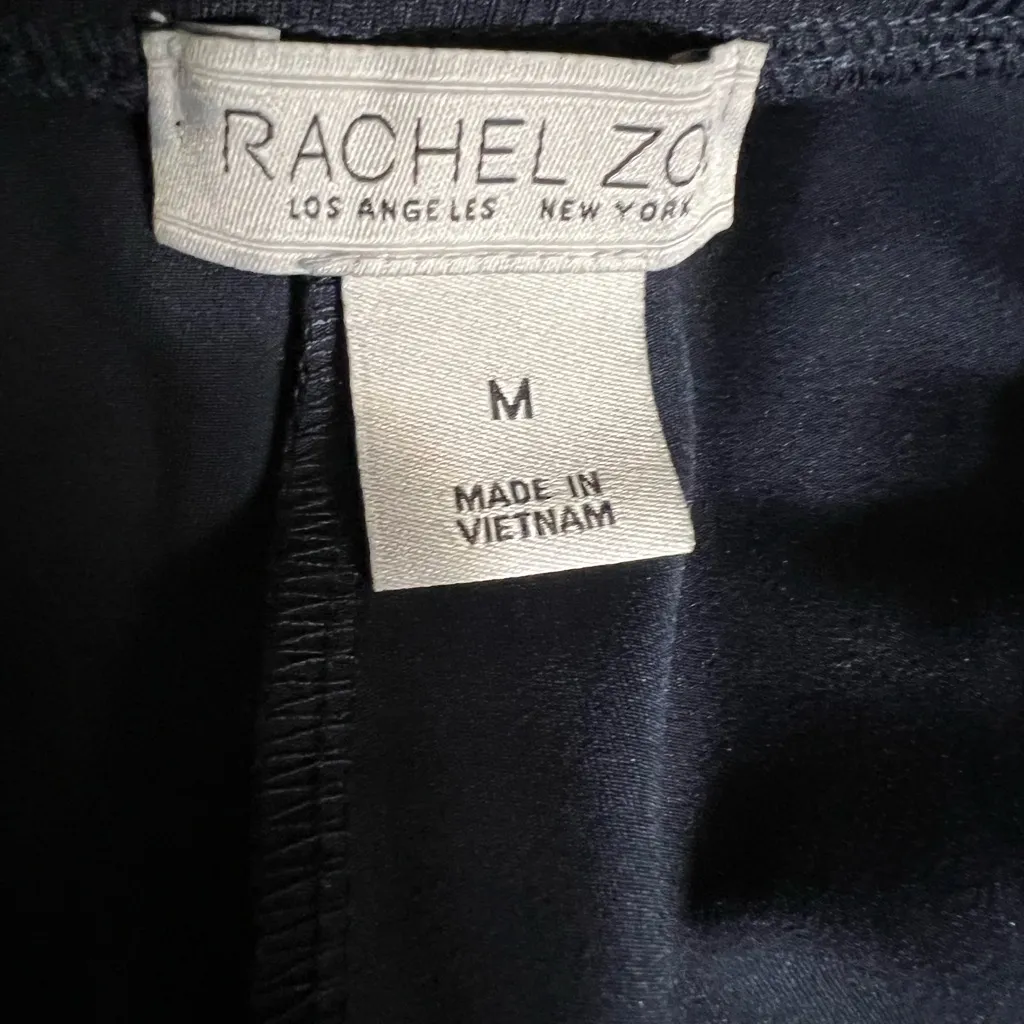 RACHEL ZO
LOS ANGELES NEW YORK
M
MADE IN
VIETNAM